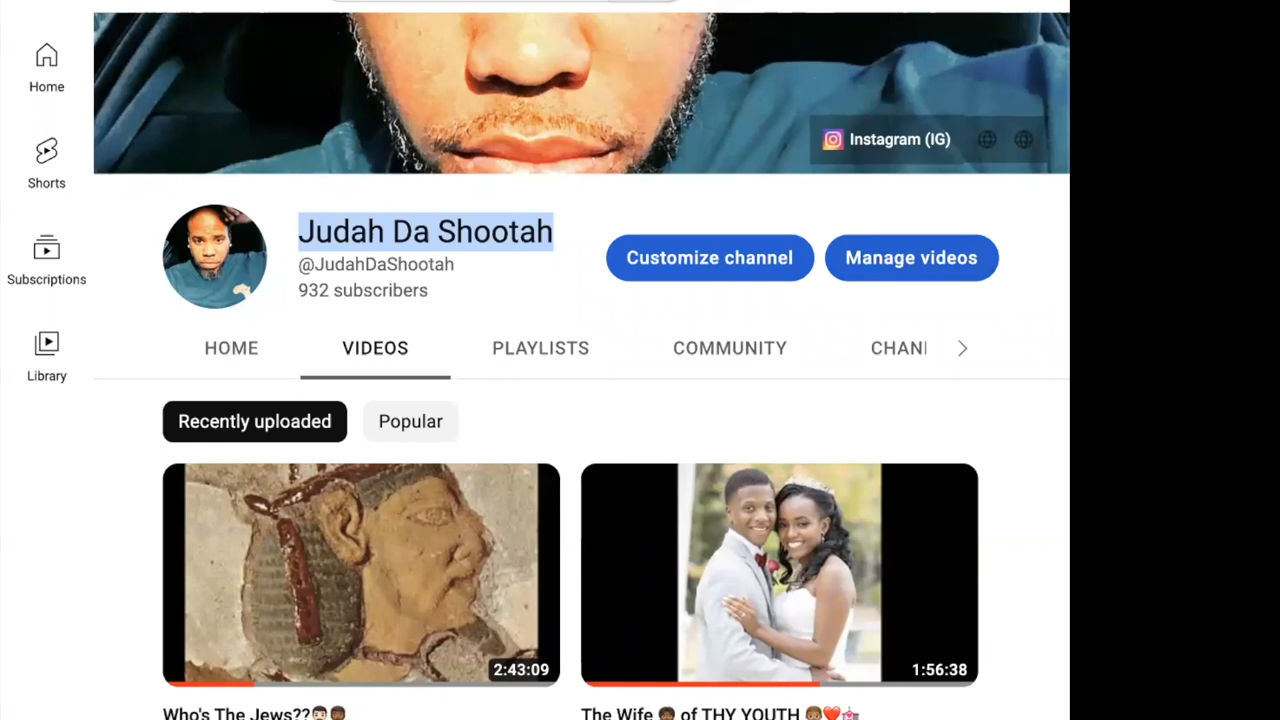 Home
Shorts
Subscriptions
Library
Instagram (IG)
Judah Da Shootah
@JudahDaShootah
932 subscribers
Customize channel
Manage videos
HOME
VIDEOS
PLAYLISTS
COMMUNITY
CHAN
Recently uploaded
Popular
2:43:09
1:56:38
Who's The Jews??👨🏻👨🏾
The Wife 👩🏾 of THY YOUTH 👦🏽❤️💒